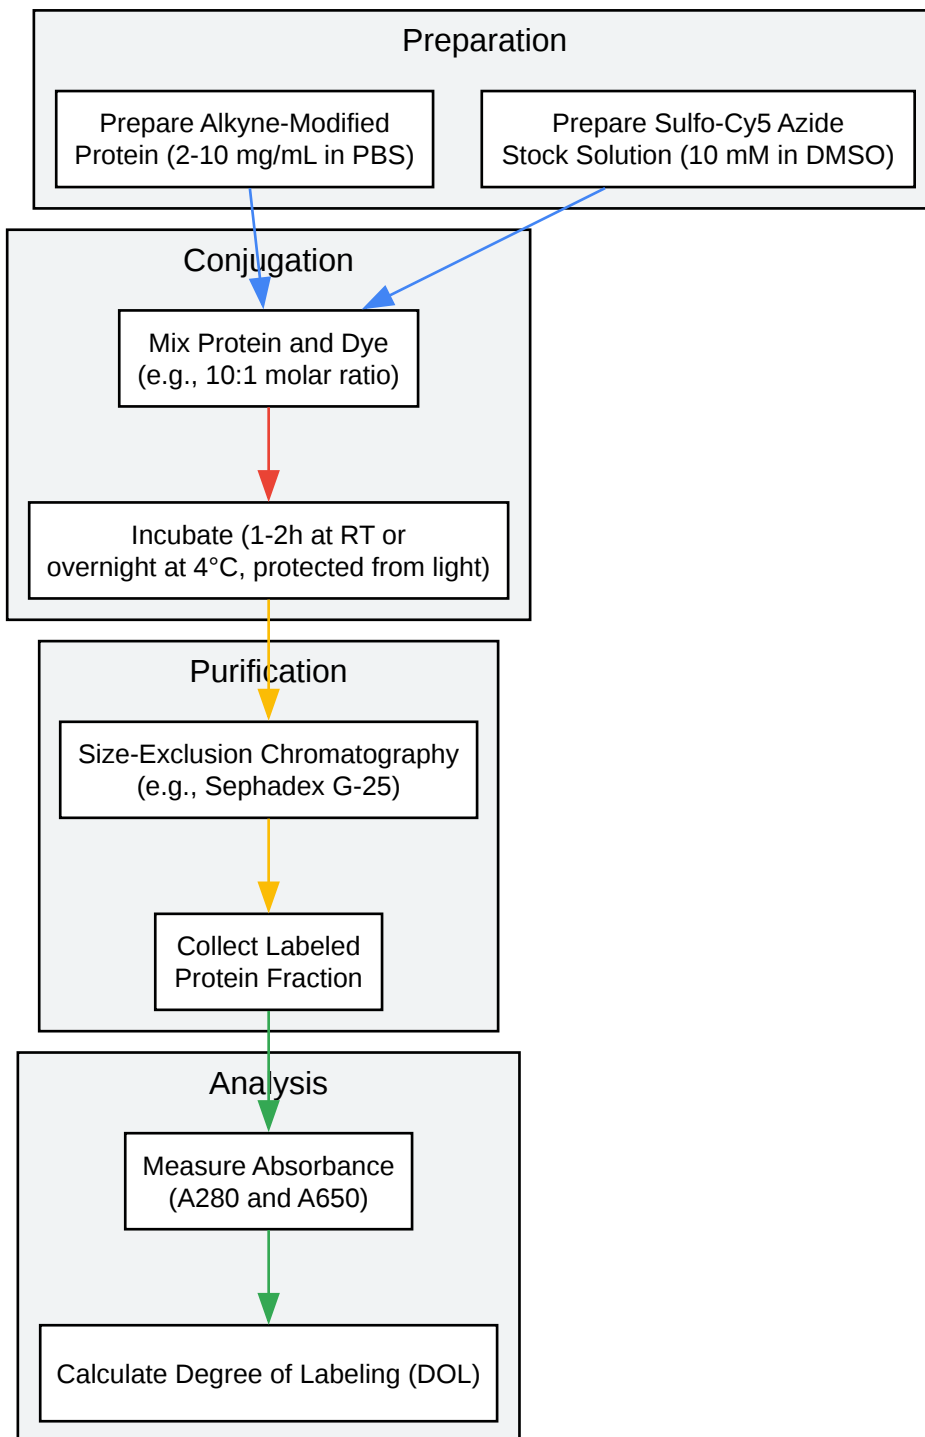 Preparation
Prepare Alkyne-Modified
Protein (2-10 mg/mL in PBS)
Prepare Sulfo-Cy5 Azide
Stock Solution (10 mM in DMSO)
Conjugation
Mix Protein and Dye
(e.g., 10:1 molar ratio)
Incubate (1-2h at RT or
overnight at 4°C, protected from light)
Purification
Size-Exclusion Chromatography
(e.g., Sephadex G-25)
Collect Labeled
Protein Fraction
Analysis
Measure Absorbance
(A280 and A650)
Calculate Degree of Labeling (DOL)